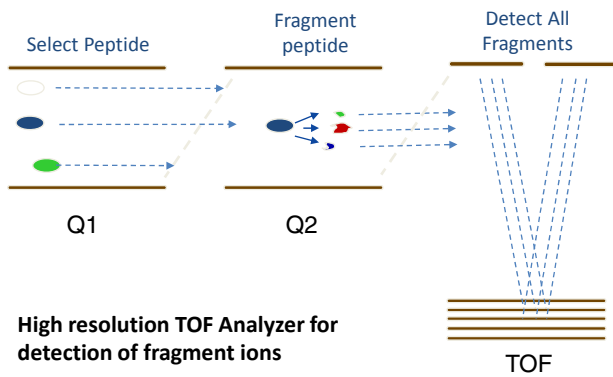 Select Peptide
Fragment
peptide
Detect All
Fragments
Q1
Q2
High resolution TOF Analyzer for
detection of fragment ions
TOF